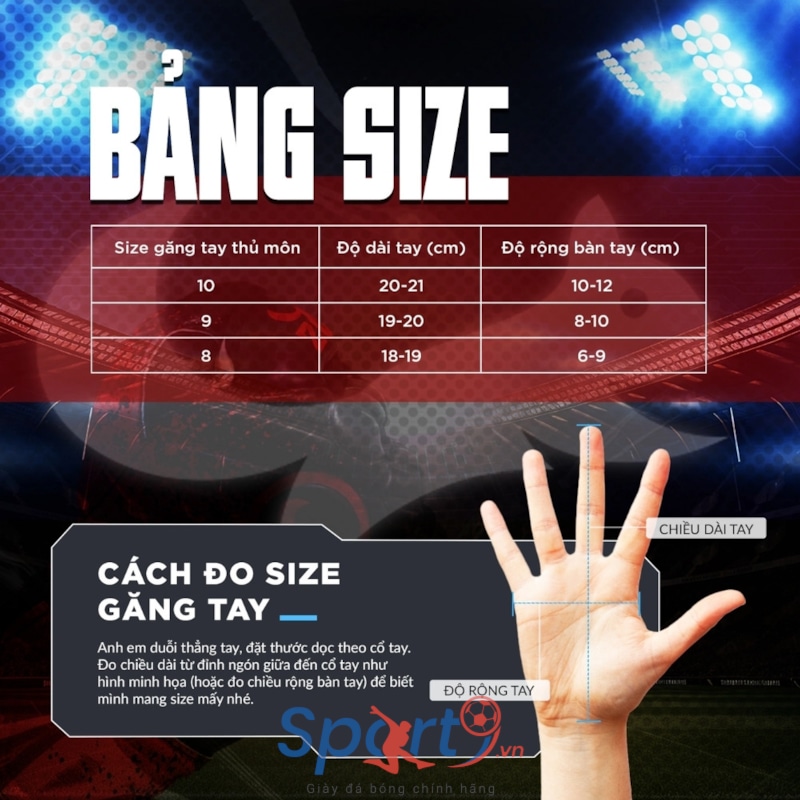 BẢNG SIZE
Size găng tay thủ môn Độ dài tay (cm) Độ rộng bàn tay (cm)
10 20-21 10-12
9 19-20 8-10
8 18-19 6-9
CHIỀU DÀI TAY
CÁCH ĐO SIZE
GĂNG TAY
Anh em duỗi thẳng tay, đặt thước dọc theo cổ tay.
Đo chiều dài từ đỉnh ngón giữa đến cổ tay như
hình minh họa (hoặc đo chiều rộng bàn tay) để biết
mình mang size mấy nhé.
ĐỘ RỘNG TAY
Sport9.vn
Giày đá bóng chính hãng